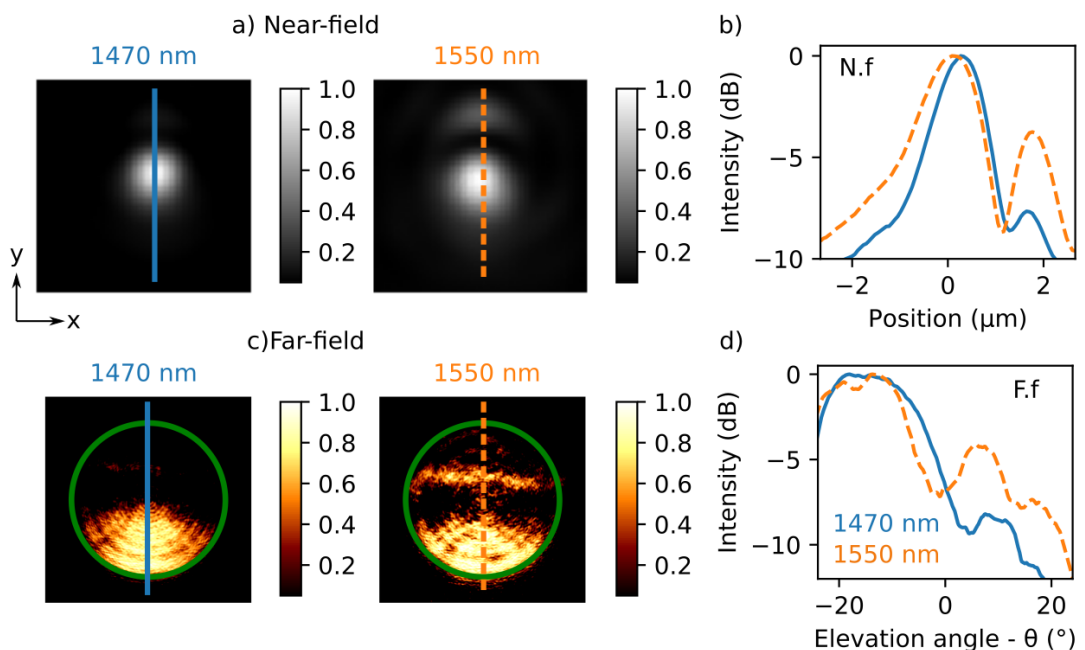 a) Near-field
1470 nm
1550 nm
1.0
0.8
0.6
0.4
0.2
1.0
0.8
0.6
0.4
0.2
y
x
b)
N.f
Intensity (dB)
0
−5
−10
−2
0
2
Position (μm)
c)Far-field
1470 nm
1550 nm
1.0
0.8
0.6
0.4
0.2
1.0
0.8
0.6
0.4
0.2
d)
F.f
Intensity (dB)
0
−5
−10
1470 nm
1550 nm
−20
0
20
Elevation angle - θ (°)